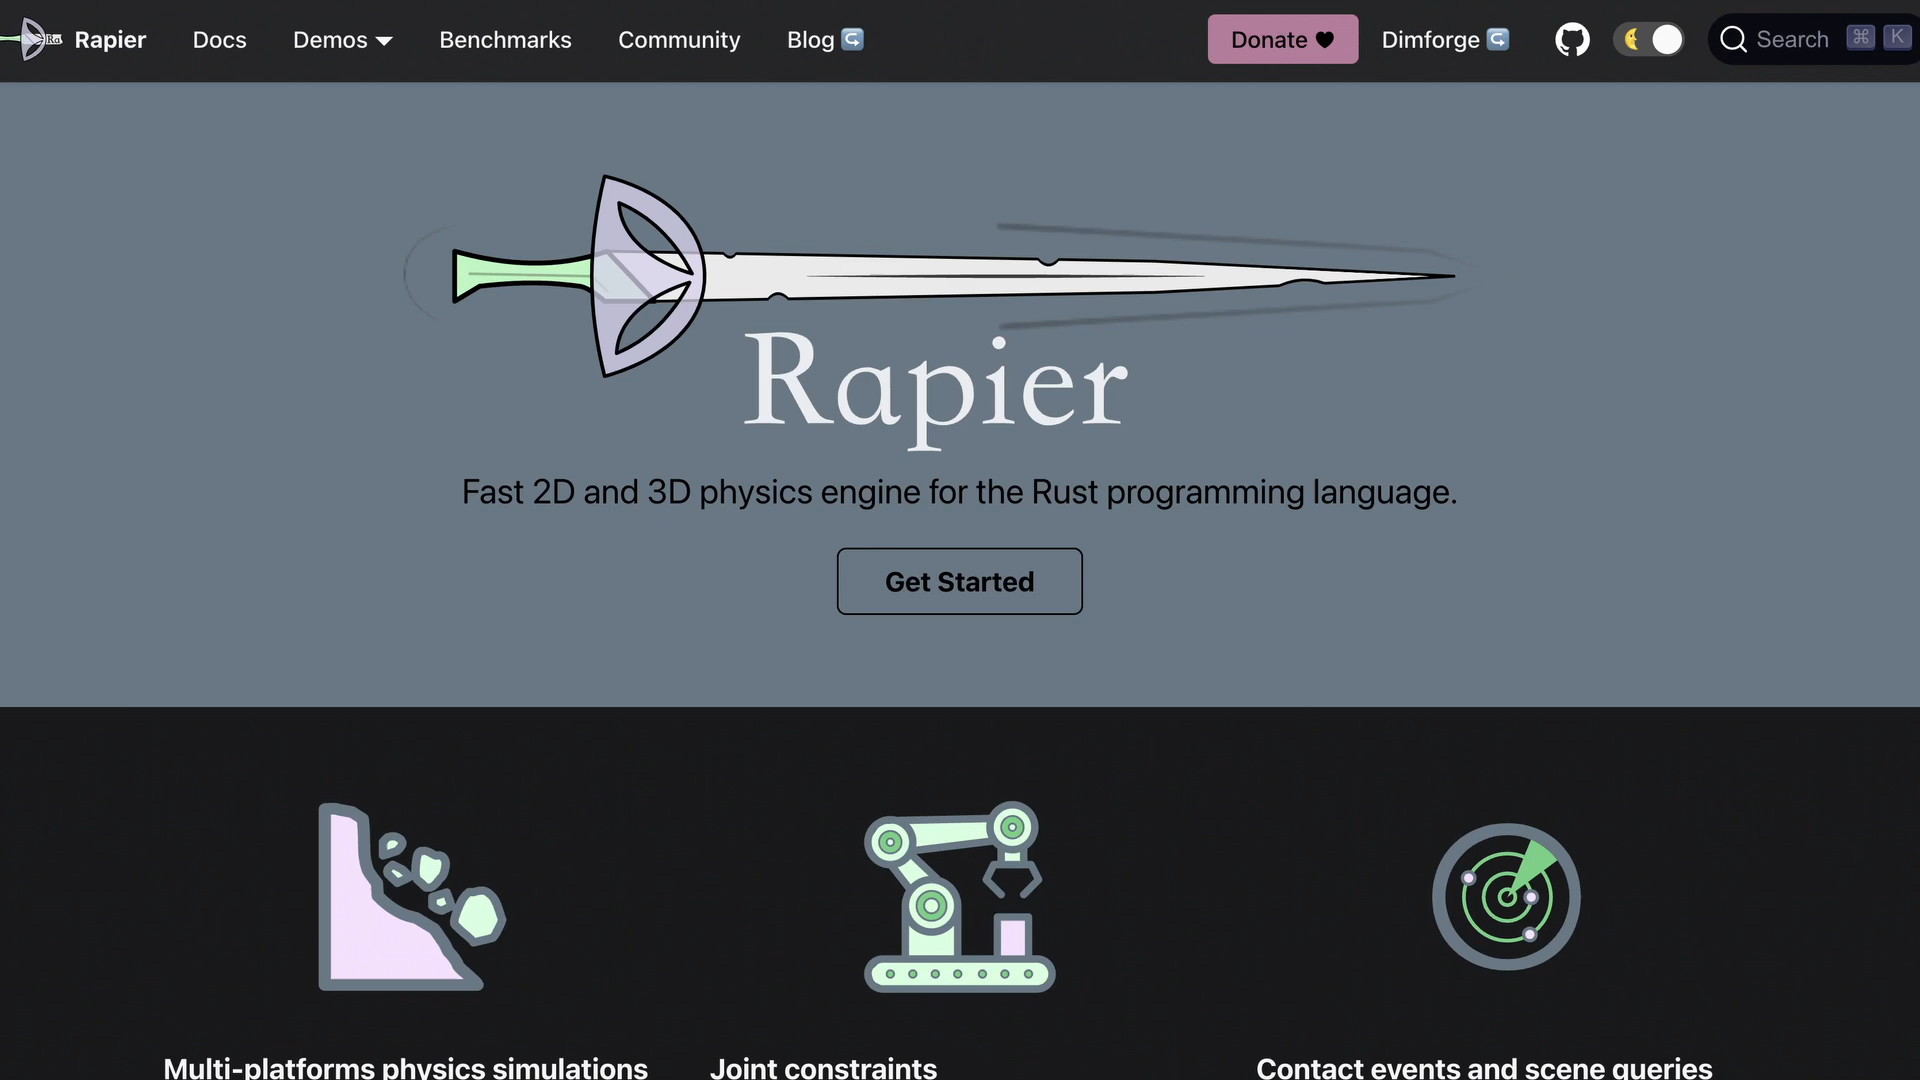 Rapier
Docs
Demos
Benchmarks
Community
Blog
Donate
Dimforge
Search
⌘ K
Rapier
Fast 2D and 3D physics engine for the Rust programming language.
Get Started
Multi-platforms physics simulations
Joint constraints
Contact events and scene queries